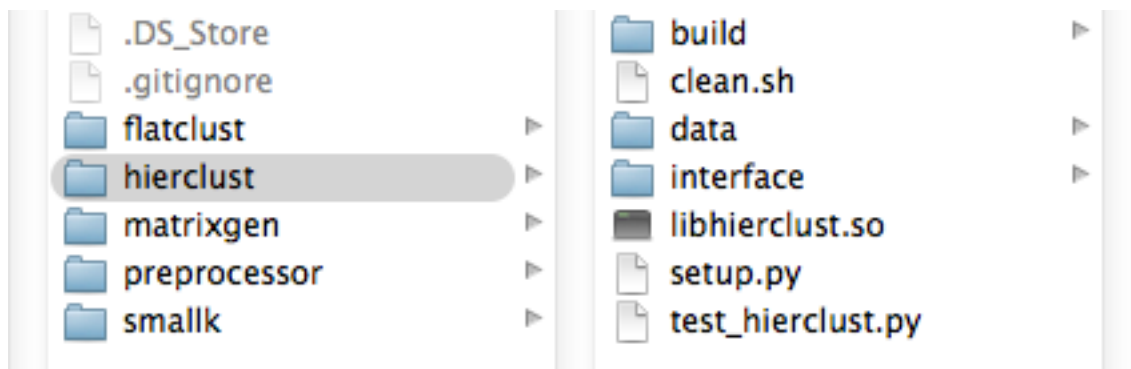 .DS_Store
.gitignore
flatclust
hierclust
matrixgen
preprocessor
smallk
build
clean.sh
data
interface
libhierclust.so
setup.py
test_hierclust.py